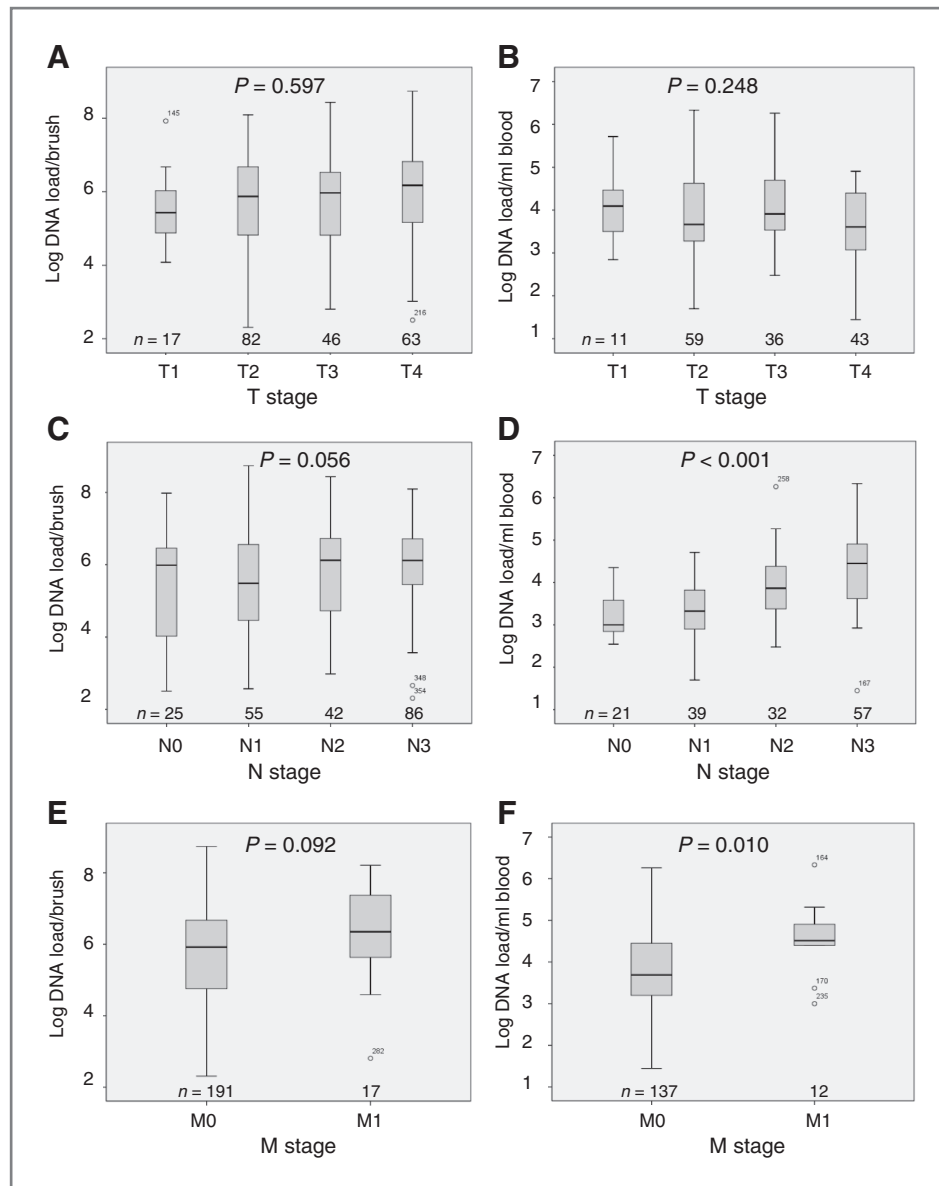 A
P = 0.597
Log DNA load/brush
8
6
4
2
145
216
n = 17 82 46 63
T1 T2 T3 T4
T stage
B
P = 0.248
Log DNA load/ml blood
7
6
5
4
3
2
1
n = 11 59 36 43
T1 T2 T3 T4
T stage
C
P = 0.056
Log DNA load/brush
8
6
4
2
348
354
n = 25 55 42 86
N0 N1 N2 N3
N stage
D
P < 0.001
Log DNA load/ml blood
7
6
5
4
3
2
1
258
167
n = 21 39 32 57
N0 N1 N2 N3
N stage
E
P = 0.092
Log DNA load/brush
8
6
4
2
282
n = 191 17
M0 M1
M stage
F
P = 0.010
Log DNA load/ml blood
7
6
5
4
3
2
1
164
170
235
n = 137 12
M0 M1
M stage